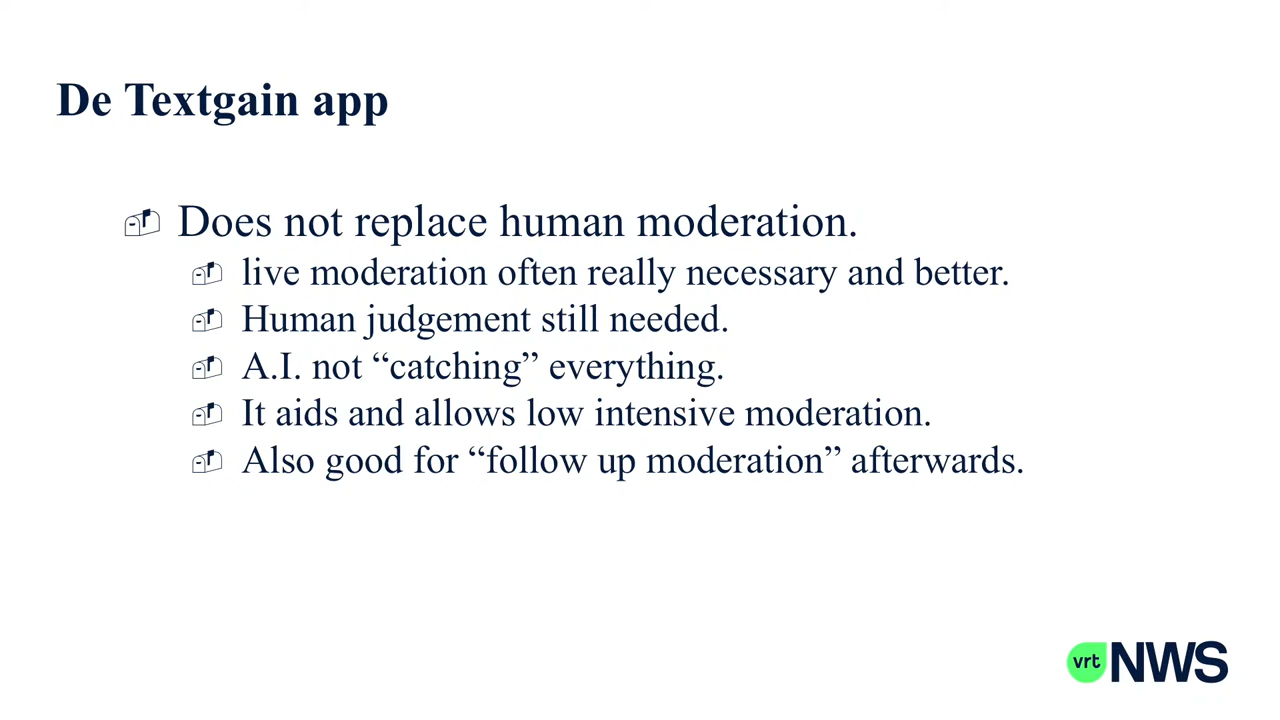 De Textgain app
Does not replace human moderation.
live moderation often really necessary and better.
Human judgement still needed.
A.I. not “catching” everything.
It aids and allows low intensive moderation.
Also good for “follow up moderation” afterwards.
vrt NWS